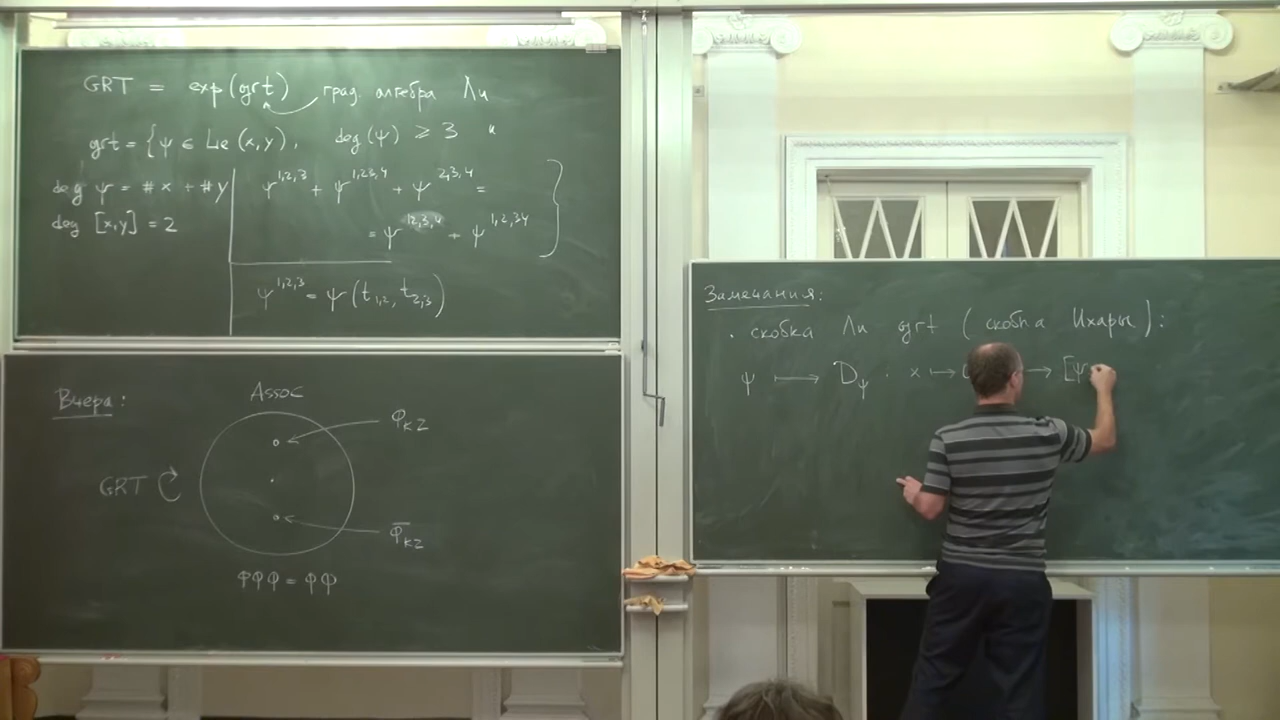 GRT = exp(grt) град. алгебра Ли
grt = {ψ ∈ Lie(x,y), deg(ψ) ⩾ 3 и
deg ψ = #x + #y
deg [x,y] = 2
ψ^{1,2,3} + ψ^{1,23,4} + ψ^{2,3,4} =
= ψ^{12,3,4} + ψ^{1,2,34} }
ψ^{1,2,3} = ψ(t_{1,2}, t_{2,3})
Вчера:
Assoc
Φ_{KZ}
GRT
Φ̅_{KZ}
ΦΦΦ = ΦΦ
Замечания:
· скобка Ли grt (скобка Ихары):
ψ ⟼ D_ψ : x ⟼ ⟶ [ψ